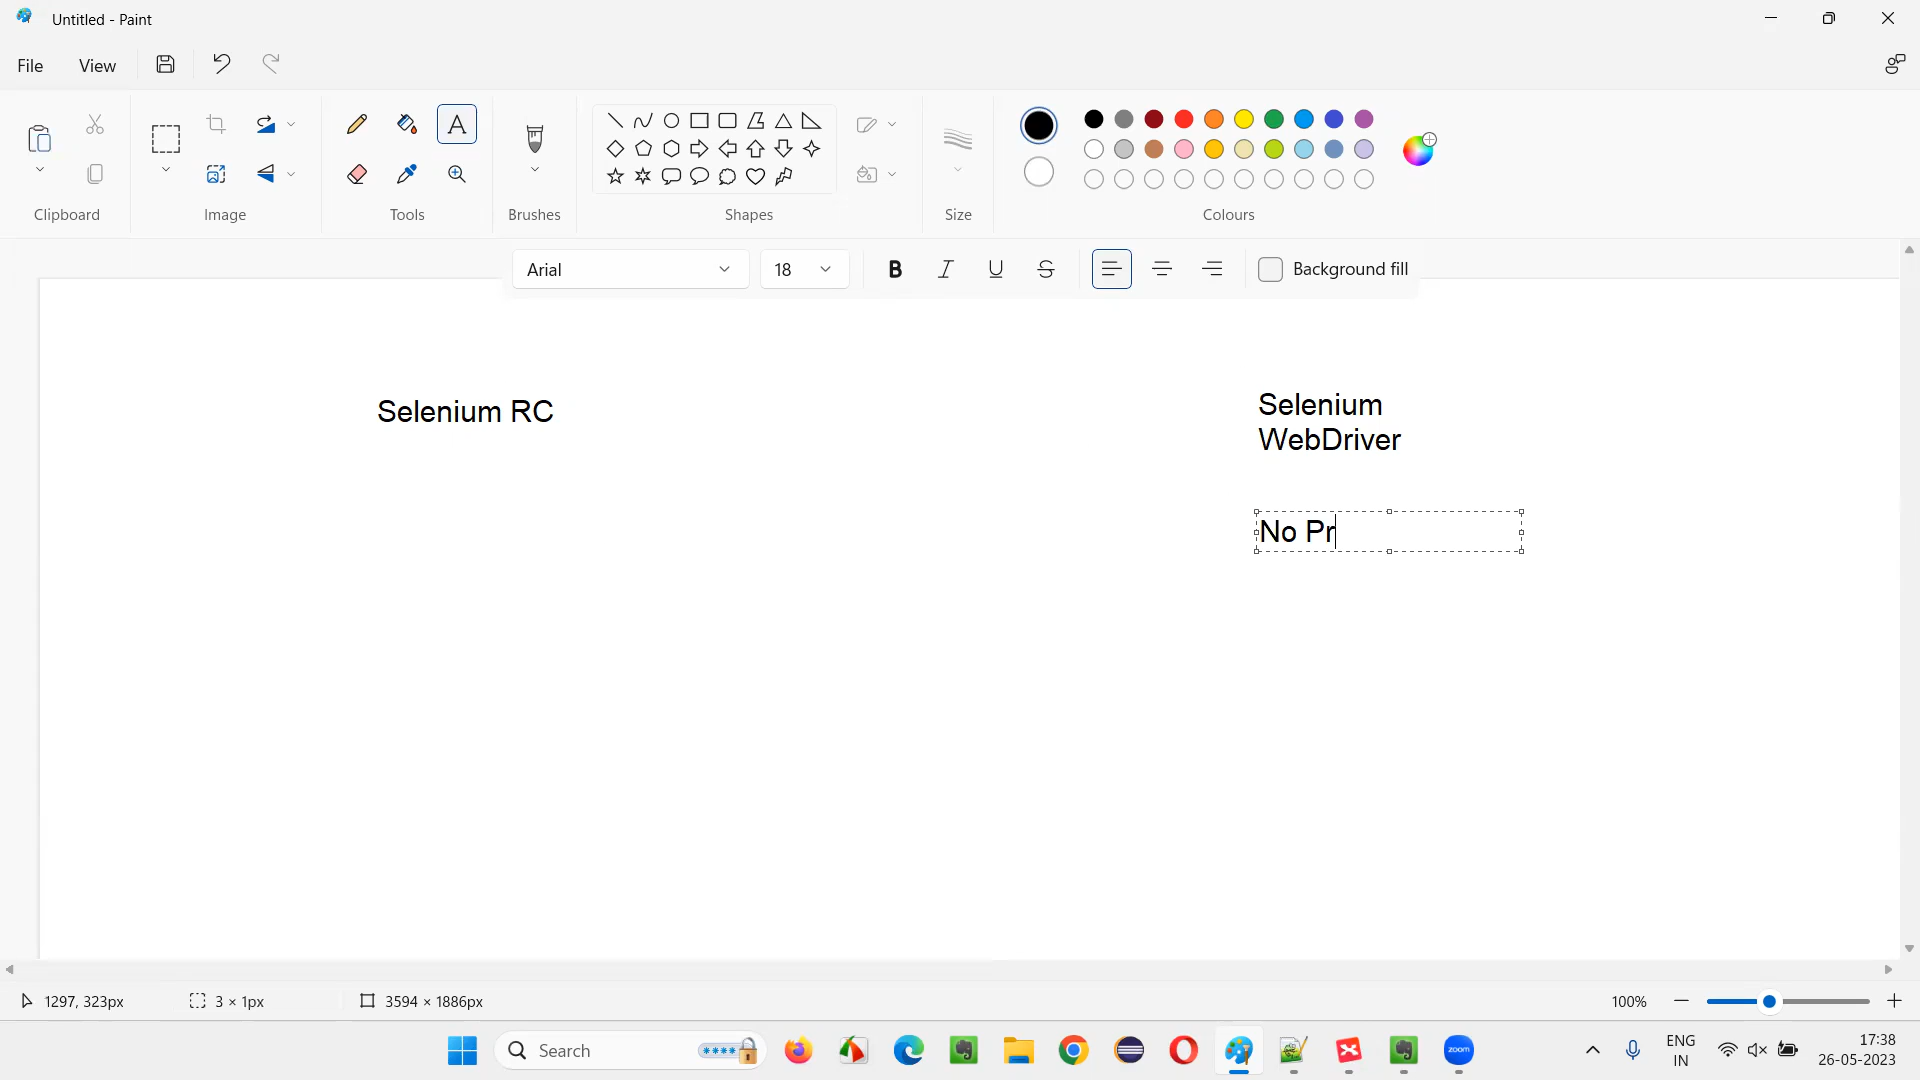 Untitled - Paint
File
View
Clipboard
Image
Tools
Brushes
Shapes
Size
Colours
Arial
18
B
I
U
S
Background fill
Selenium RC
Selenium
WebDriver
No Pr
1297, 323px
3 × 1px
3594 × 1886px
100%
Search
zoom
ENG
IN
17:38
26-05-2023